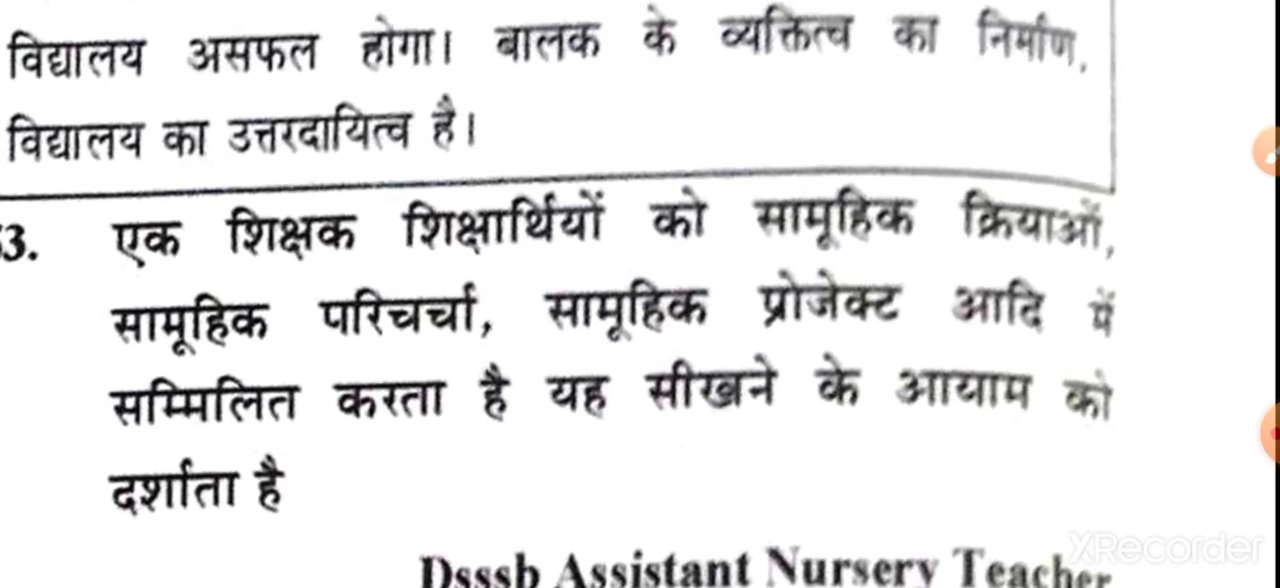 विद्यालय असफल होगा। बालक के व्यक्तित्व का निर्माण,
विद्यालय का उत्तरदायित्व है।
3. एक शिक्षक शिक्षार्थियों को सामूहिक क्रियाओं,
सामूहिक परिचर्चा, सामूहिक प्रोजेक्ट आदि में
सम्मिलित करता है यह सीखने के आयाम को
दर्शाता है
Dsssb Assistant Nursery Teacher
XRecorder